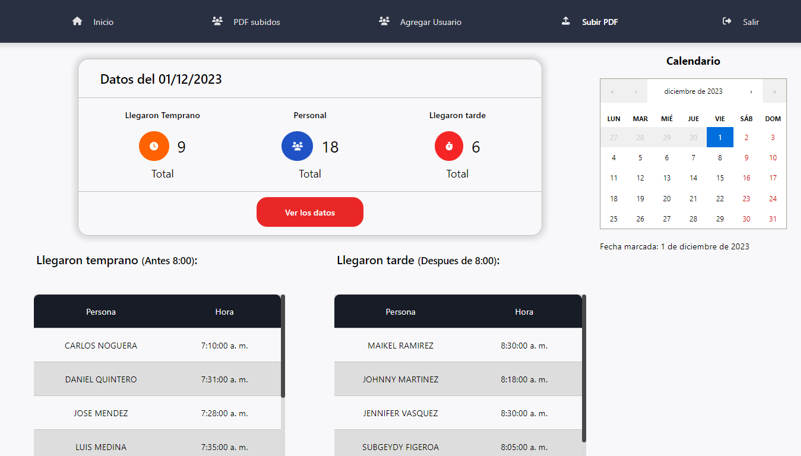 Inicio PDF subidos Agregar Usuario Subir PDF Salir
Datos del 01/12/2023
Llegaron Temprano Personal Llegaron tarde
9 18 6
Total Total Total
Ver los datos
Calendario
« ‹ diciembre de 2023 › »
LUN MAR MIÉ JUE VIE SÁB DOM
27 28 29 30 1 2 3
4 5 6 7 8 9 10
11 12 13 14 15 16 17
18 19 20 21 22 23 24
25 26 27 28 29 30 31
Fecha marcada: 1 de diciembre de 2023
Llegaron temprano (Antes 8:00):
Persona Hora
CARLOS NOGUERA 7:10:00 a. m.
DANIEL QUINTERO 7:31:00 a. m.
JOSE MENDEZ 7:28:00 a. m.
LUIS MEDINA 7:35:00 a. m.
Llegaron tarde (Despues de 8:00):
Persona Hora
MAIKEL RAMIREZ 8:30:00 a. m.
JOHNNY MARTINEZ 8:18:00 a. m.
JENNIFER VASQUEZ 8:30:00 a. m.
SUBGEYDY FIGEROA 8:05:00 a. m.